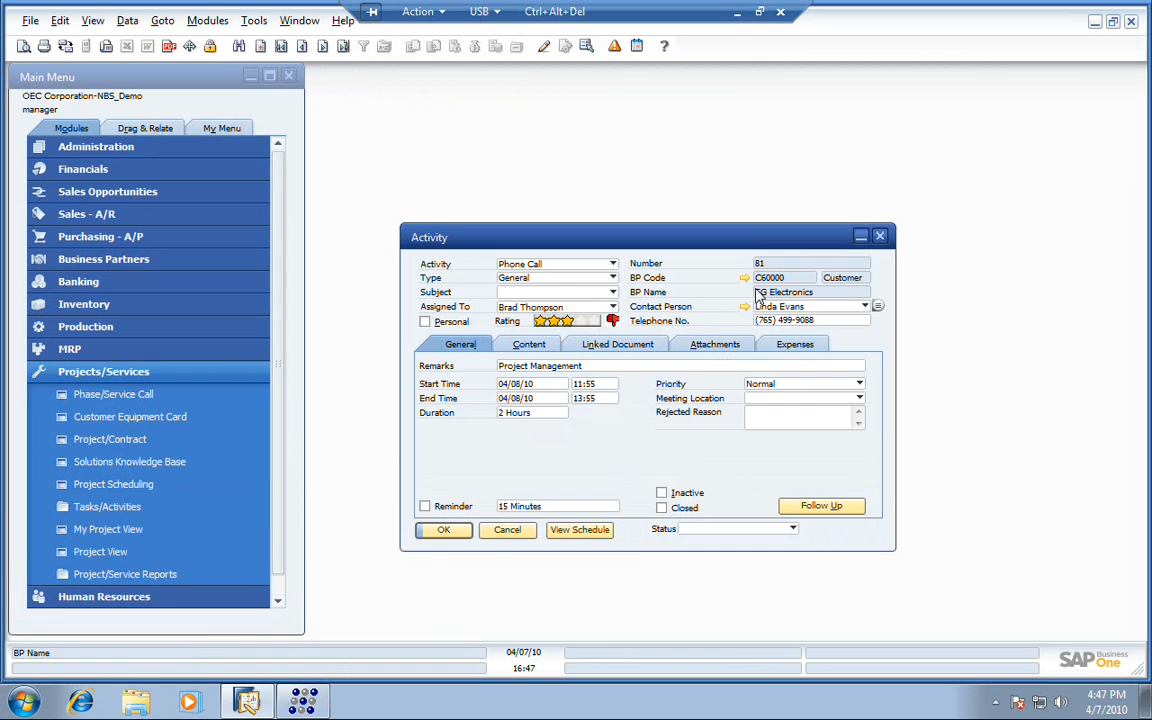 Action USB Ctrl+Alt+Del
File Edit View Data Goto Modules Tools Window Help
Main Menu
OEC Corporation-NBS_Demo
manager
Modules Drag & Relate My Menu
Administration
Financials
Sales Opportunities
Sales - A/R
Purchasing - A/P
Business Partners
Banking
Inventory
Production
MRP
Projects/Services
Phase/Service Call
Customer Equipment Card
Project/Contract
Solutions Knowledge Base
Project Scheduling
Tasks/Activities
My Project View
Project View
Project/Service Reports
Human Resources
Activity
Activity Phone Call Number 81
Type General BP Code C60000 Customer
Subject BP Name Electronics
Assigned To Brad Thompson Contact Person Linda Evans
Personal Rating Telephone No. (765) 499-9088
General Content Linked Document Attachments Expenses
Remarks Project Management
Start Time 04/08/10 11:55 Priority Normal
End Time 04/08/10 13:55 Meeting Location
Duration 2 Hours Rejected Reason
Inactive
Reminder 15 Minutes Closed Follow Up
OK Cancel View Schedule Status
BP Name 04/07/10
16:47
SAP Business One
4:47 PM
4/7/2010